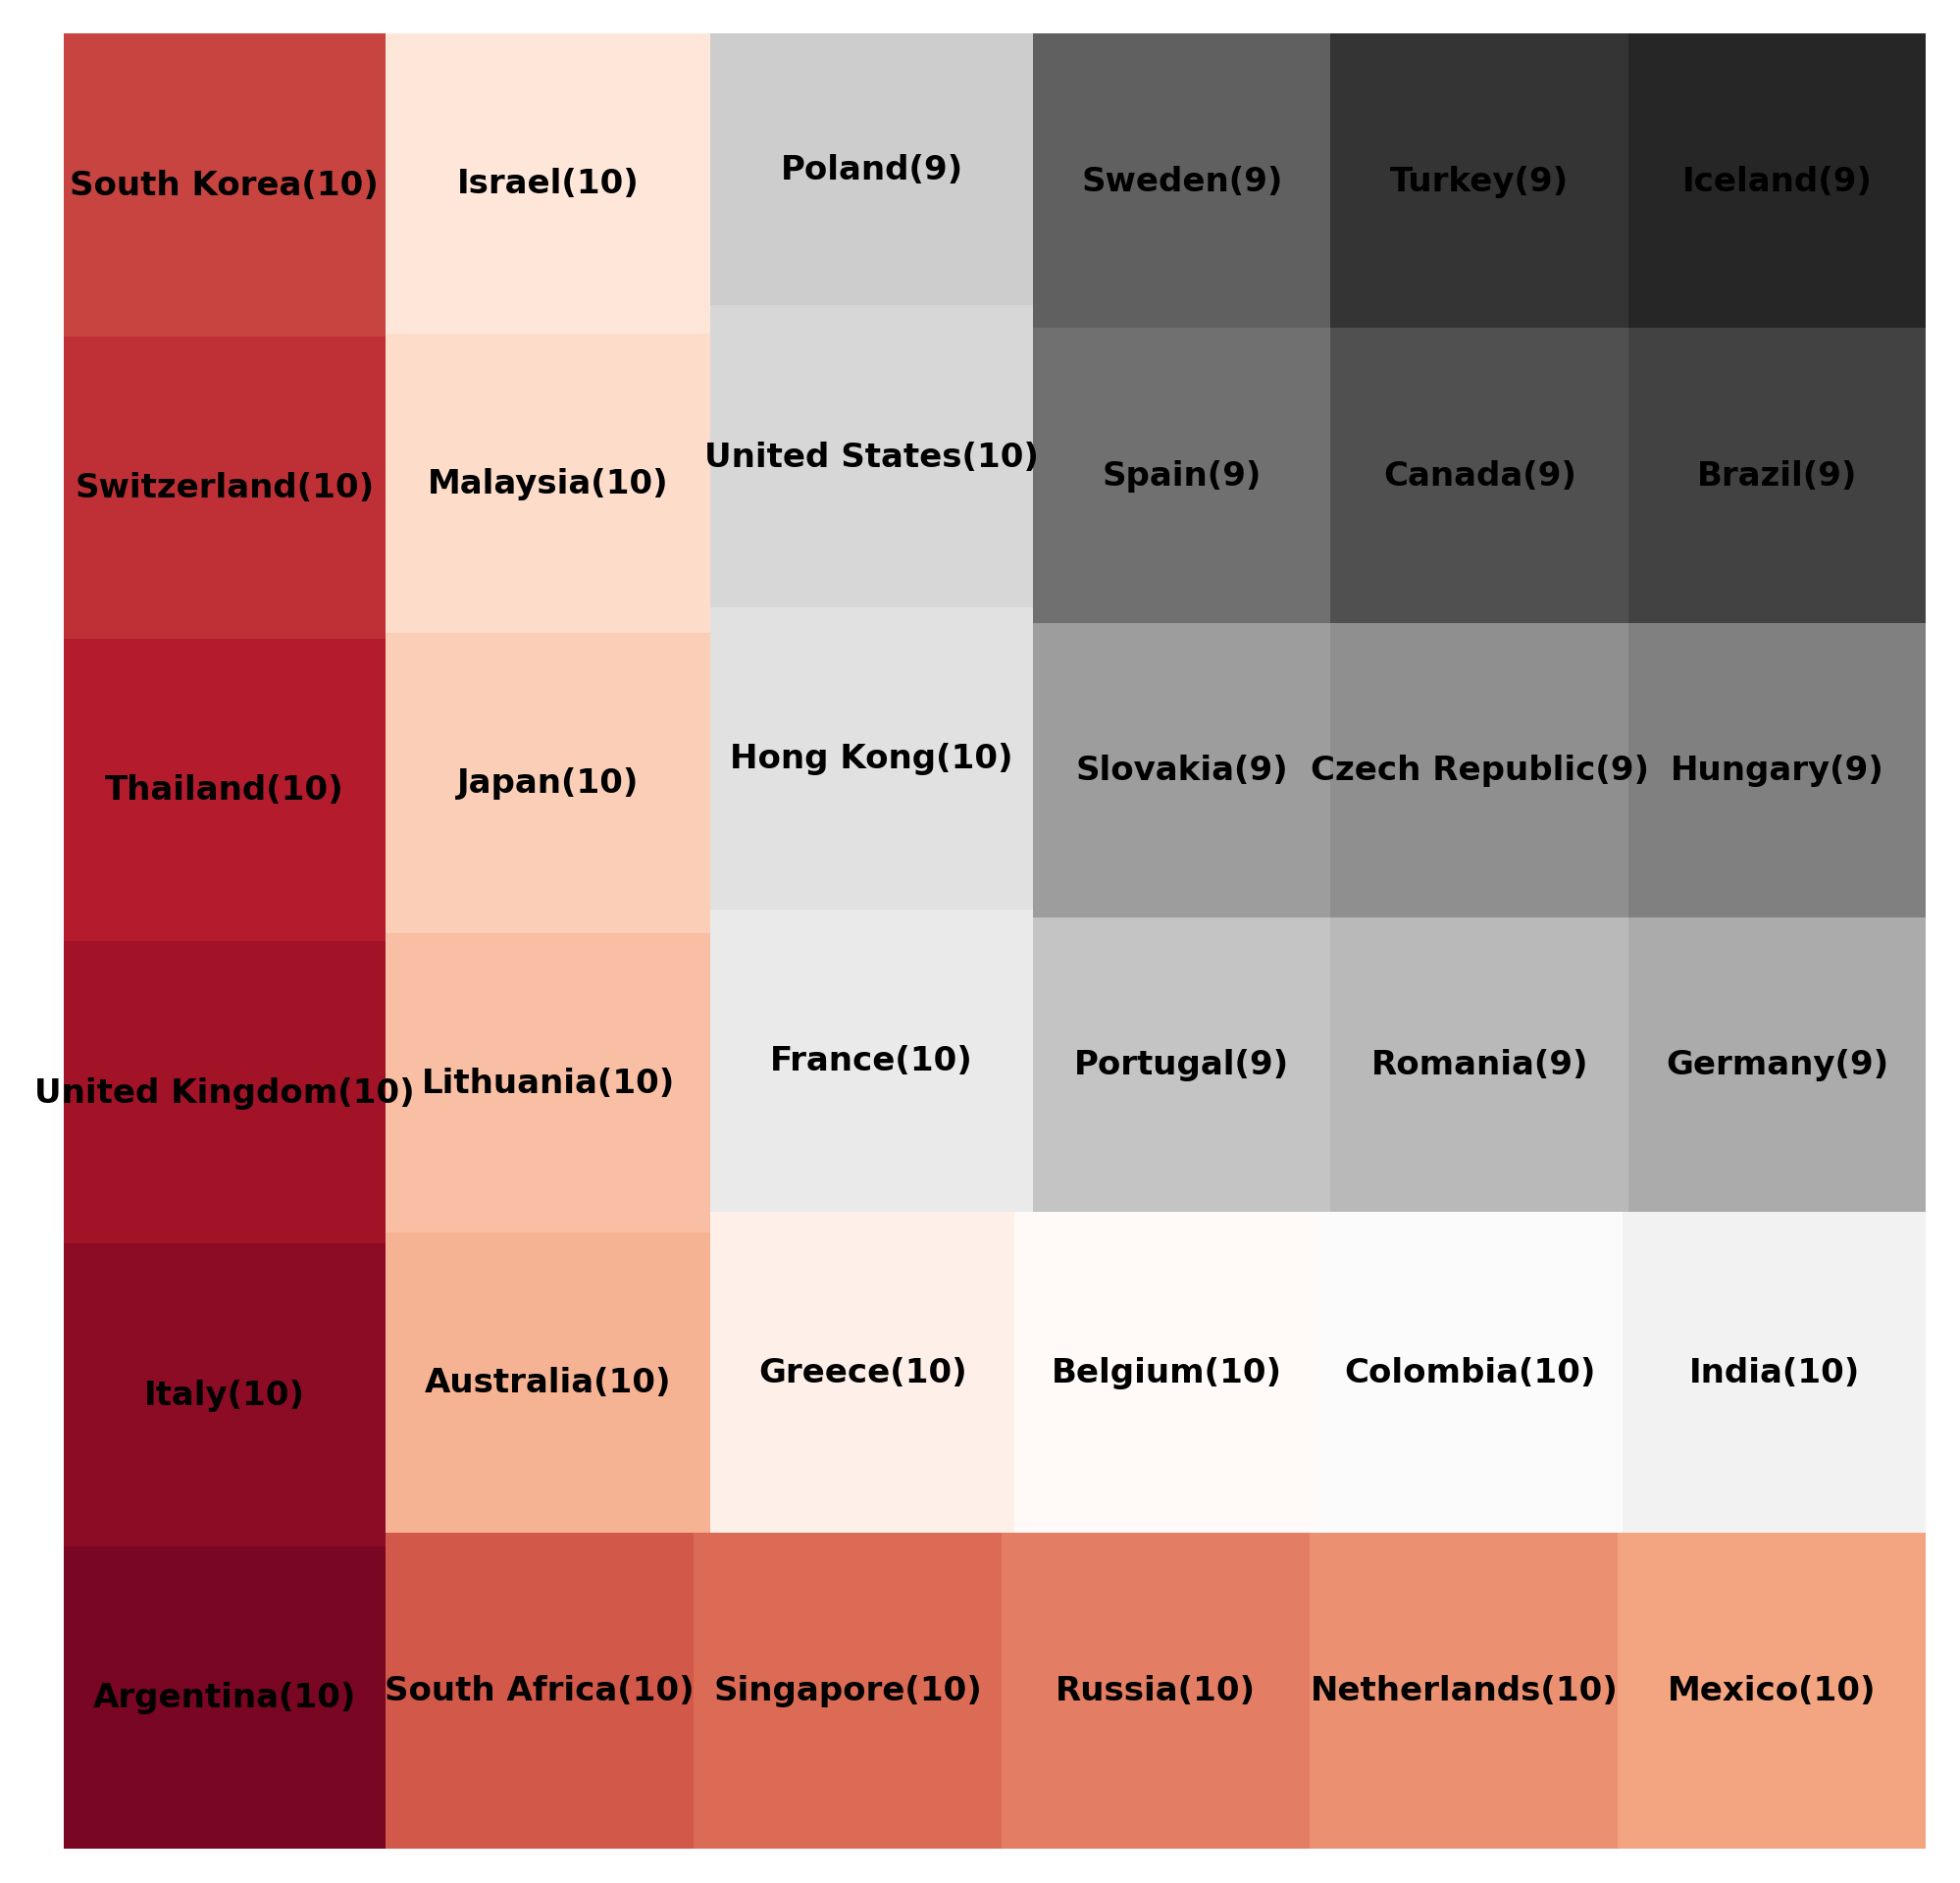 South Korea(10)
Israel(10)
Poland(9)
Sweden(9)
Turkey(9)
Iceland(9)
Switzerland(10)
Malaysia(10)
United States(10)
Spain(9)
Canada(9)
Brazil(9)
Thailand(10)
Japan(10)
Hong Kong(10)
Slovakia(9)
Czech Republic(9)
Hungary(9)
United Kingdom(10)
Lithuania(10)
France(10)
Portugal(9)
Romania(9)
Germany(9)
Italy(10)
Australia(10)
Greece(10)
Belgium(10)
Colombia(10)
India(10)
Argentina(10)
South Africa(10)
Singapore(10)
Russia(10)
Netherlands(10)
Mexico(10)